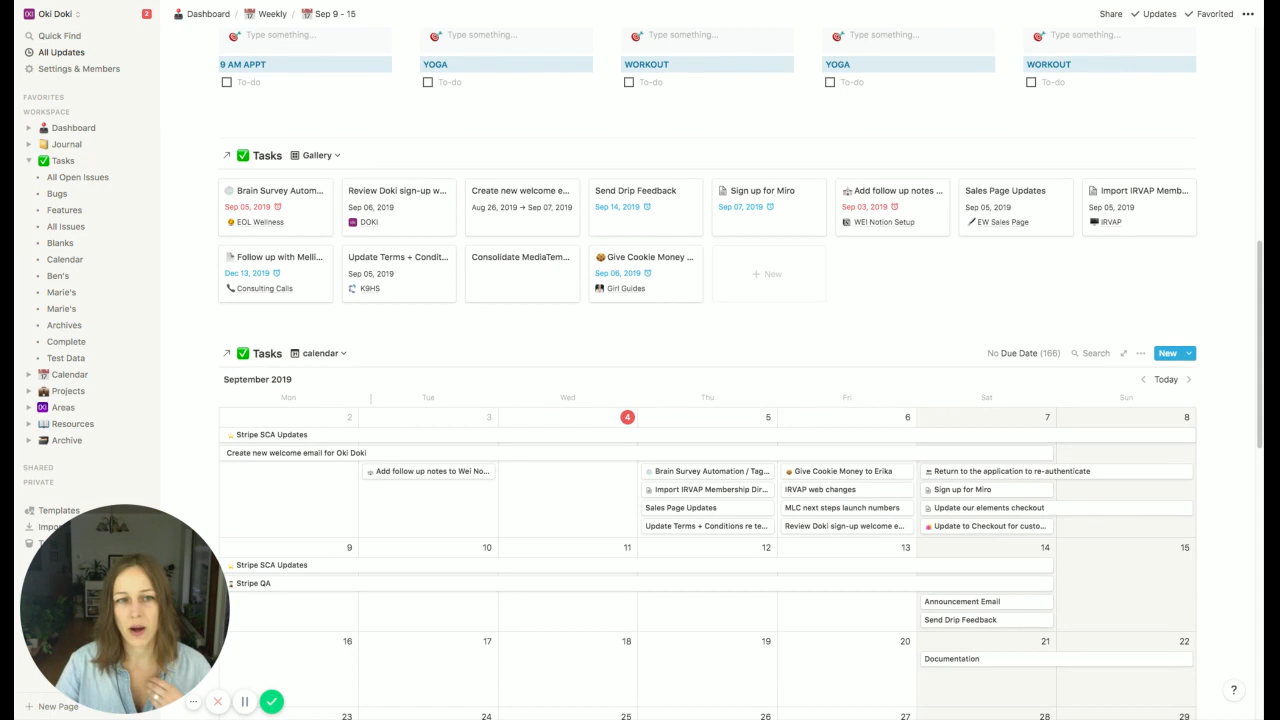 Oki Doki
2
Quick Find
All Updates
Settings & Members
FAVORITES
WORKSPACE
Dashboard
Journal
Tasks
All Open Issues
Bugs
Features
All Issues
Blanks
Calendar
Ben's
Marie's
Marie's
Archives
Complete
Test Data
Calendar
Projects
OKI Areas
Resources
Archive
SHARED
PRIVATE
Templates
New Page
Dashboard / Weekly / Sep 9 - 15
Share Updates Favorited
Type something... Type something... Type something... Type something... Type something...
9 AM APPT YOGA WORKOUT YOGA WORKOUT
To-do To-do To-do To-do To-do
Tasks Gallery
Brain Survey Autom... Review Doki sign-up w... Create new welcome e... Send Drip Feedback Sign up for Miro Add follow up notes ... Sales Page Updates Import IRVAP Memb...
Sep 05, 2019 Sep 06, 2019 Aug 26, 2019 → Sep 07, 2019 Sep 14, 2019 Sep 07, 2019 Sep 03, 2019 Sep 05, 2019 Sep 05, 2019
EOL Wellness DOKI WEI Notion Setup EW Sales Page IRVAP
Follow up with Melli... Update Terms + Condit... Consolidate MediaTem... Give Cookie Money ...
Dec 13, 2019 Sep 05, 2019 Sep 06, 2019 + New
Consulting Calls K9HS Girl Guides
Tasks calendar No Due Date (166) Search New
September 2019 Today
Mon Tue Wed Thu Fri Sat Sun
2 3 4 5 6 7 8
Stripe SCA Updates
Create new welcome email for Oki Doki
Add follow up notes to Wei No... Brain Survey Automation / Tag... Give Cookie Money to Erika Return to the application to re-authenticate
Import IRVAP Membership Dir... IRVAP web changes Sign up for Miro
Sales Page Updates MLC next steps launch numbers Update our elements checkout
Update Terms + Conditions re te... Review Doki sign-up welcome e... Update to Checkout for custo...
9 10 11 12 13 14 15
Stripe SCA Updates
Stripe QA
Announcement Email
Send Drip Feedback
16 17 18 19 20 21 22
Documentation
23 24 25 26 27 28 29
?